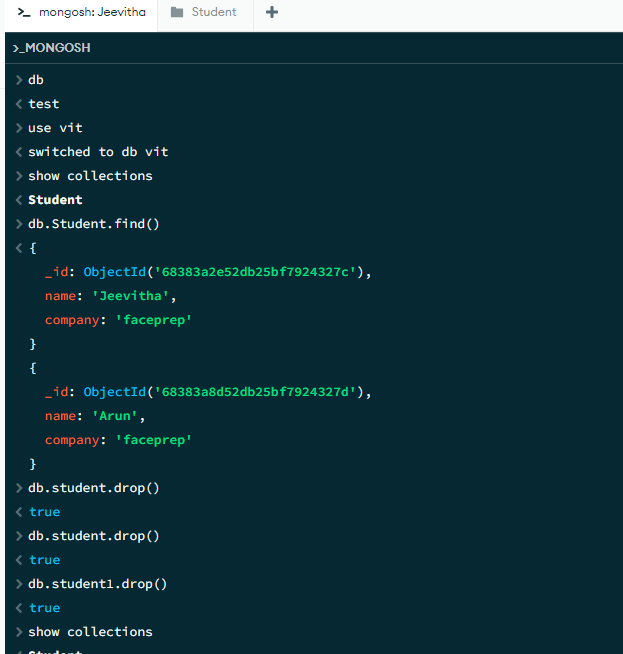 >_ mongosh: Jeevitha Student +
>_MONGOSH
> db
< test
> use vit
< switched to db vit
> show collections
< Student
> db.Student.find()
< {
_id: ObjectId('68383a2e52db25bf7924327c'),
name: 'Jeevitha',
company: 'faceprep'
}
{
_id: ObjectId('68383a8d52db25bf7924327d'),
name: 'Arun',
company: 'faceprep'
}
> db.student.drop()
< true
> db.student.drop()
< true
> db.student1.drop()
< true
> show collections
< Student